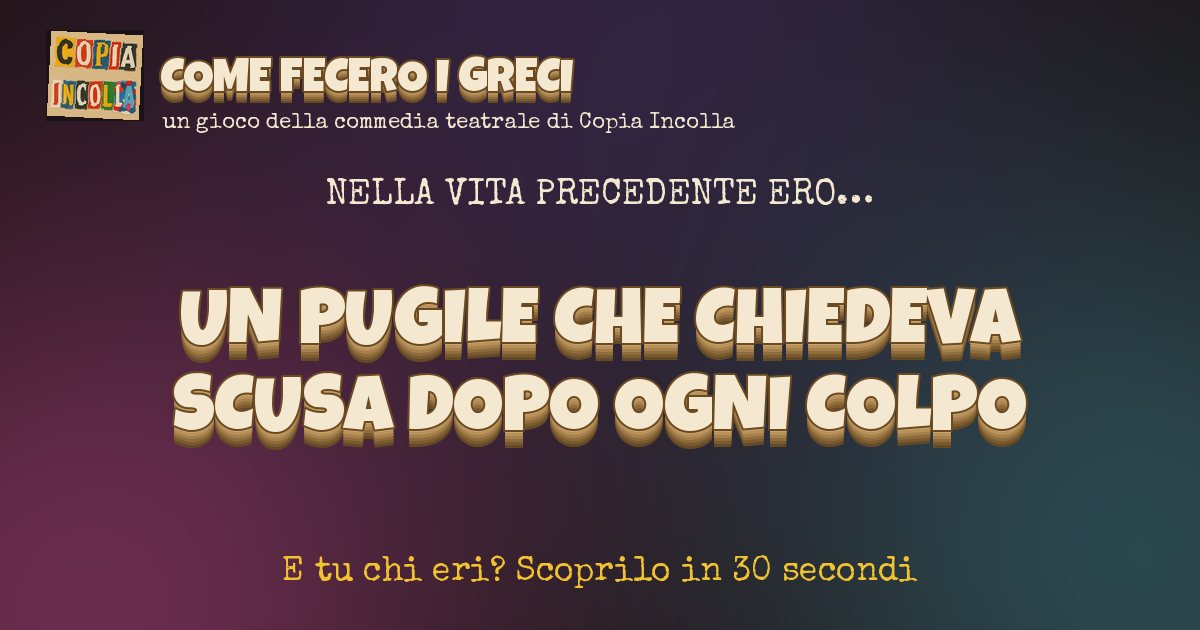 COPIA
INCOLLA
COME FECERO I GRECI
un gioco della commedia teatrale di Copia Incolla
NELLA VITA PRECEDENTE ERO...
UN PUGILE CHE CHIEDEVA
SCUSA DOPO OGNI COLPO
E tu chi eri? Scoprilo in 30 secondi